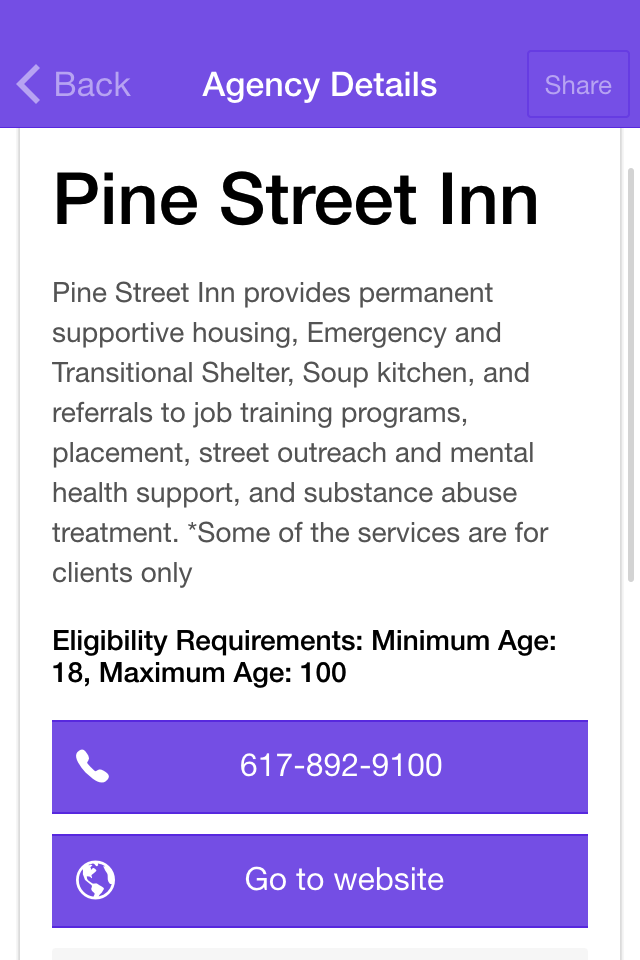 Back
Agency Details
Share
Pine Street Inn
Pine Street Inn provides permanent
supportive housing, Emergency and
Transitional Shelter, Soup kitchen, and
referrals to job training programs,
placement, street outreach and mental
health support, and substance abuse
treatment. *Some of the services are for
clients only
Eligibility Requirements: Minimum Age:
18, Maximum Age: 100
617-892-9100
Go to website